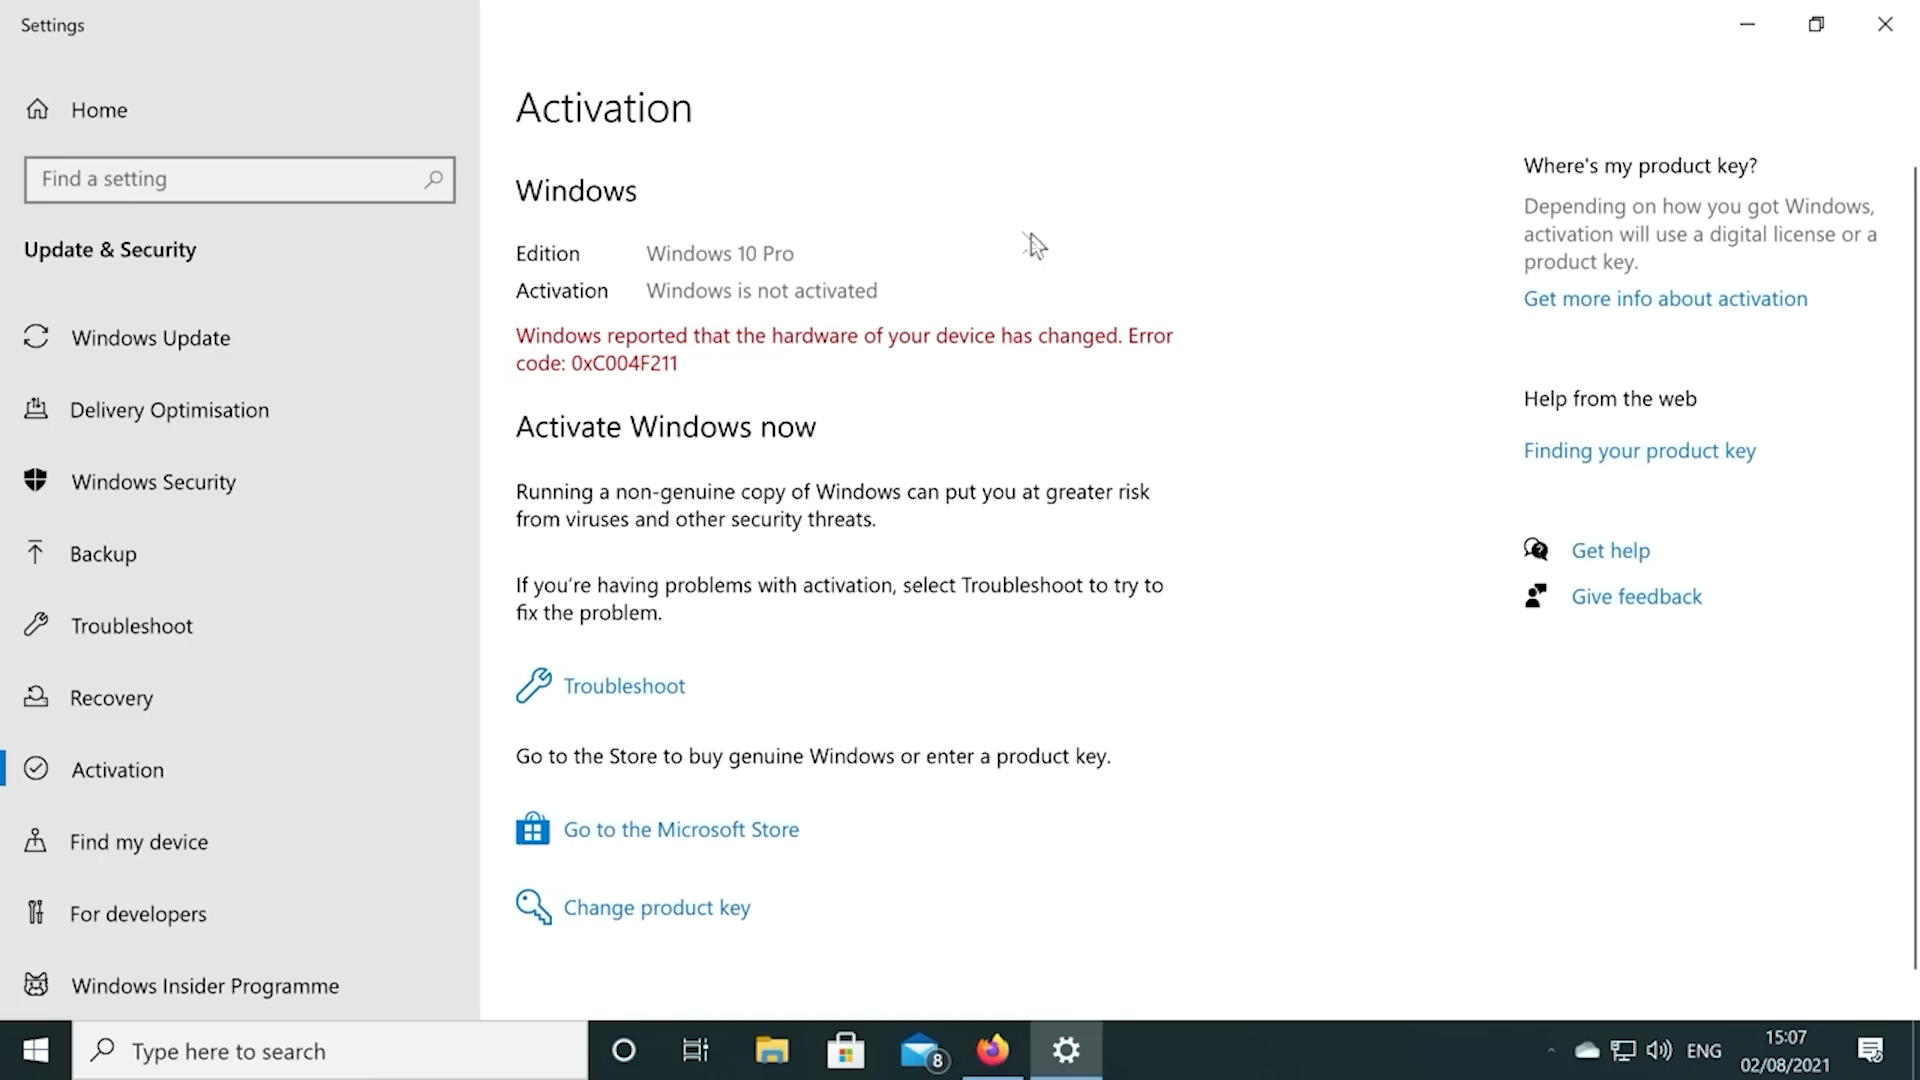 Settings
Home
Find a setting
Update & Security
Windows Update
Delivery Optimisation
Windows Security
Backup
Troubleshoot
Recovery
Activation
Find my device
For developers
Windows Insider Programme
Activation
Windows
Edition Windows 10 Pro
Activation Windows is not activated
Windows reported that the hardware of your device has changed. Error
code: 0xC004F211
Activate Windows now
Running a non-genuine copy of Windows can put you at greater risk
from viruses and other security threats.
If you're having problems with activation, select Troubleshoot to try to
fix the problem.
Troubleshoot
Go to the Store to buy genuine Windows or enter a product key.
Go to the Microsoft Store
Change product key
Where's my product key?
Depending on how you got Windows,
activation will use a digital license or a
product key.
Get more info about activation
Help from the web
Finding your product key
Get help
Give feedback
Type here to search
8
ENG
15:07
02/08/2021